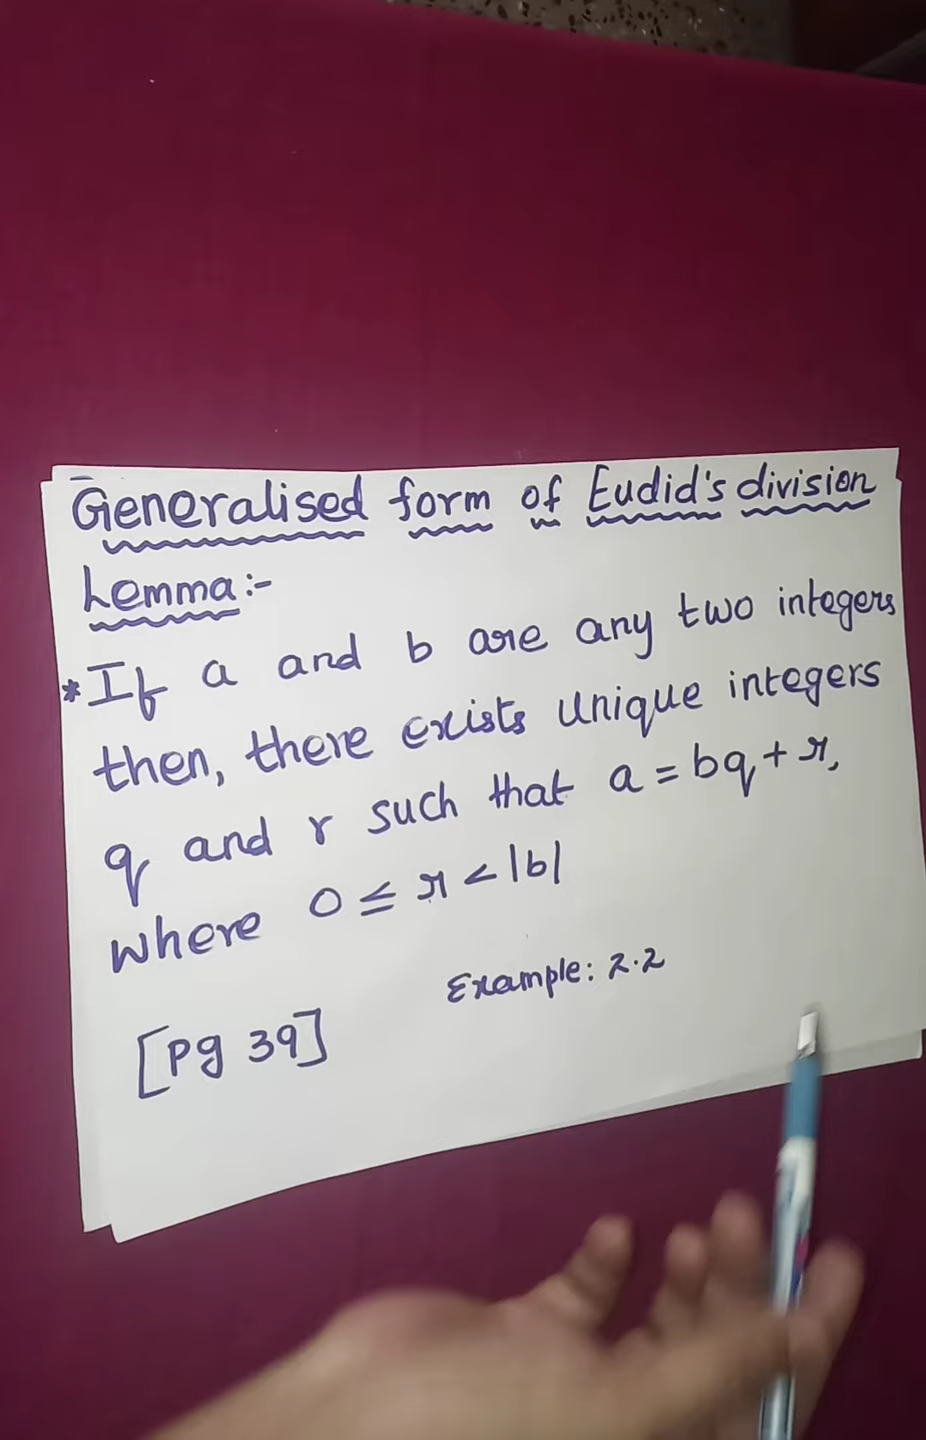 Generalised form of Euclid's division
Lemma:-
*If a and b are any two integers
then, there exists unique integers
q and r such that a = bq + r,
where 0 ≤ r < |b|
Example: 2.2
[Pg 39]